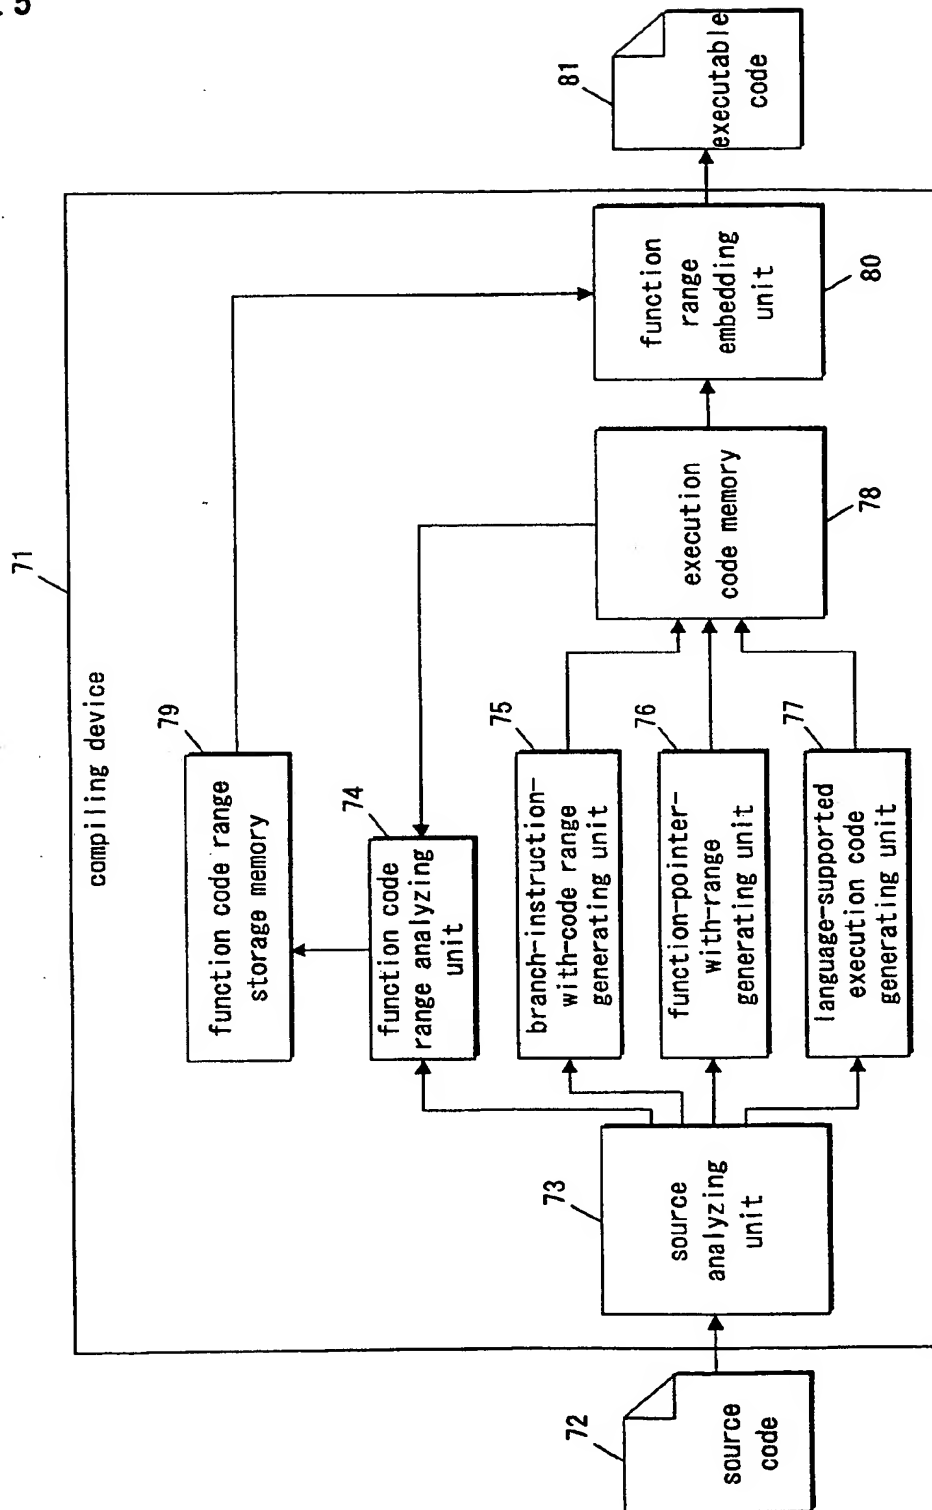 . 5
71
compiling device
79
function code range
storage memory
74
function code
range analyzing
unit
75
branch-instruction-
with-code range
generating unit
76
function-pointer-
with-range
generating unit
77
language-supported
execution code
generating unit
72
source
code
73
source
analyzing
unit
execution
code memory
78
function
range
embedding
unit
80
81
executable
code